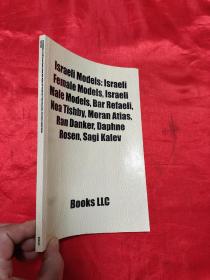 Israeli Models: Israeli
Female Models, Israeli
Male Models, Bar Refaeli,
Noa Tishby, Moran Atias,
Ran Danker, Daphne
Rosen, Sagi Kalev
Books LLC